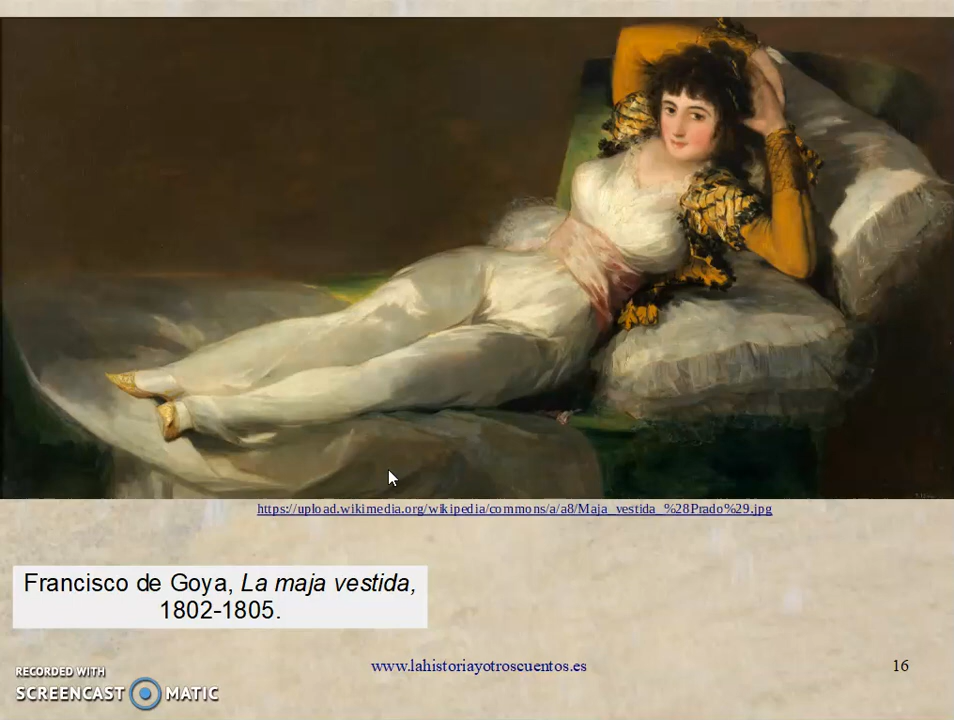 https://upload.wikimedia.org/wikipedia/commons/a/a8/Maja_vestida_%28Prado%29.jpg
Francisco de Goya, La maja vestida,
1802-1805.
www.lahistoriayotroscuentos.es
16
RECORDED WITH
SCREENCAST MATIC